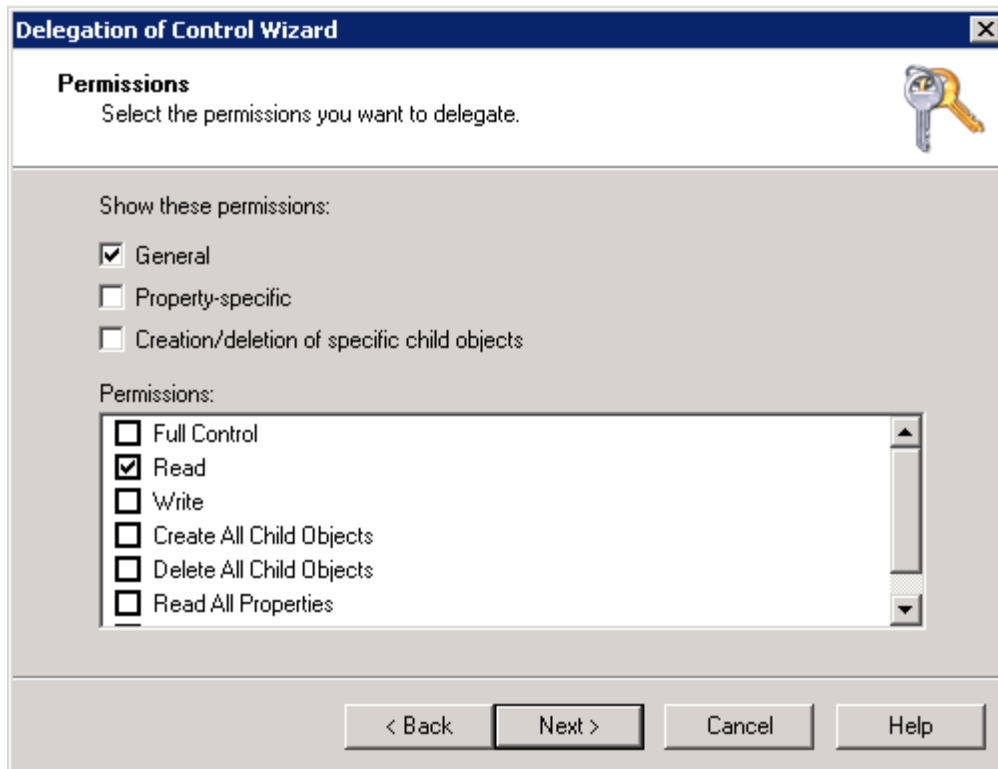 Delegation of Control Wizard
Permissions
Select the permissions you want to delegate.
Show these permissions:
General
Property-specific
Creation/deletion of specific child objects
Permissions:
Full Control
Read
Write
Create All Child Objects
Delete All Child Objects
Read All Properties
< Back Next > Cancel Help